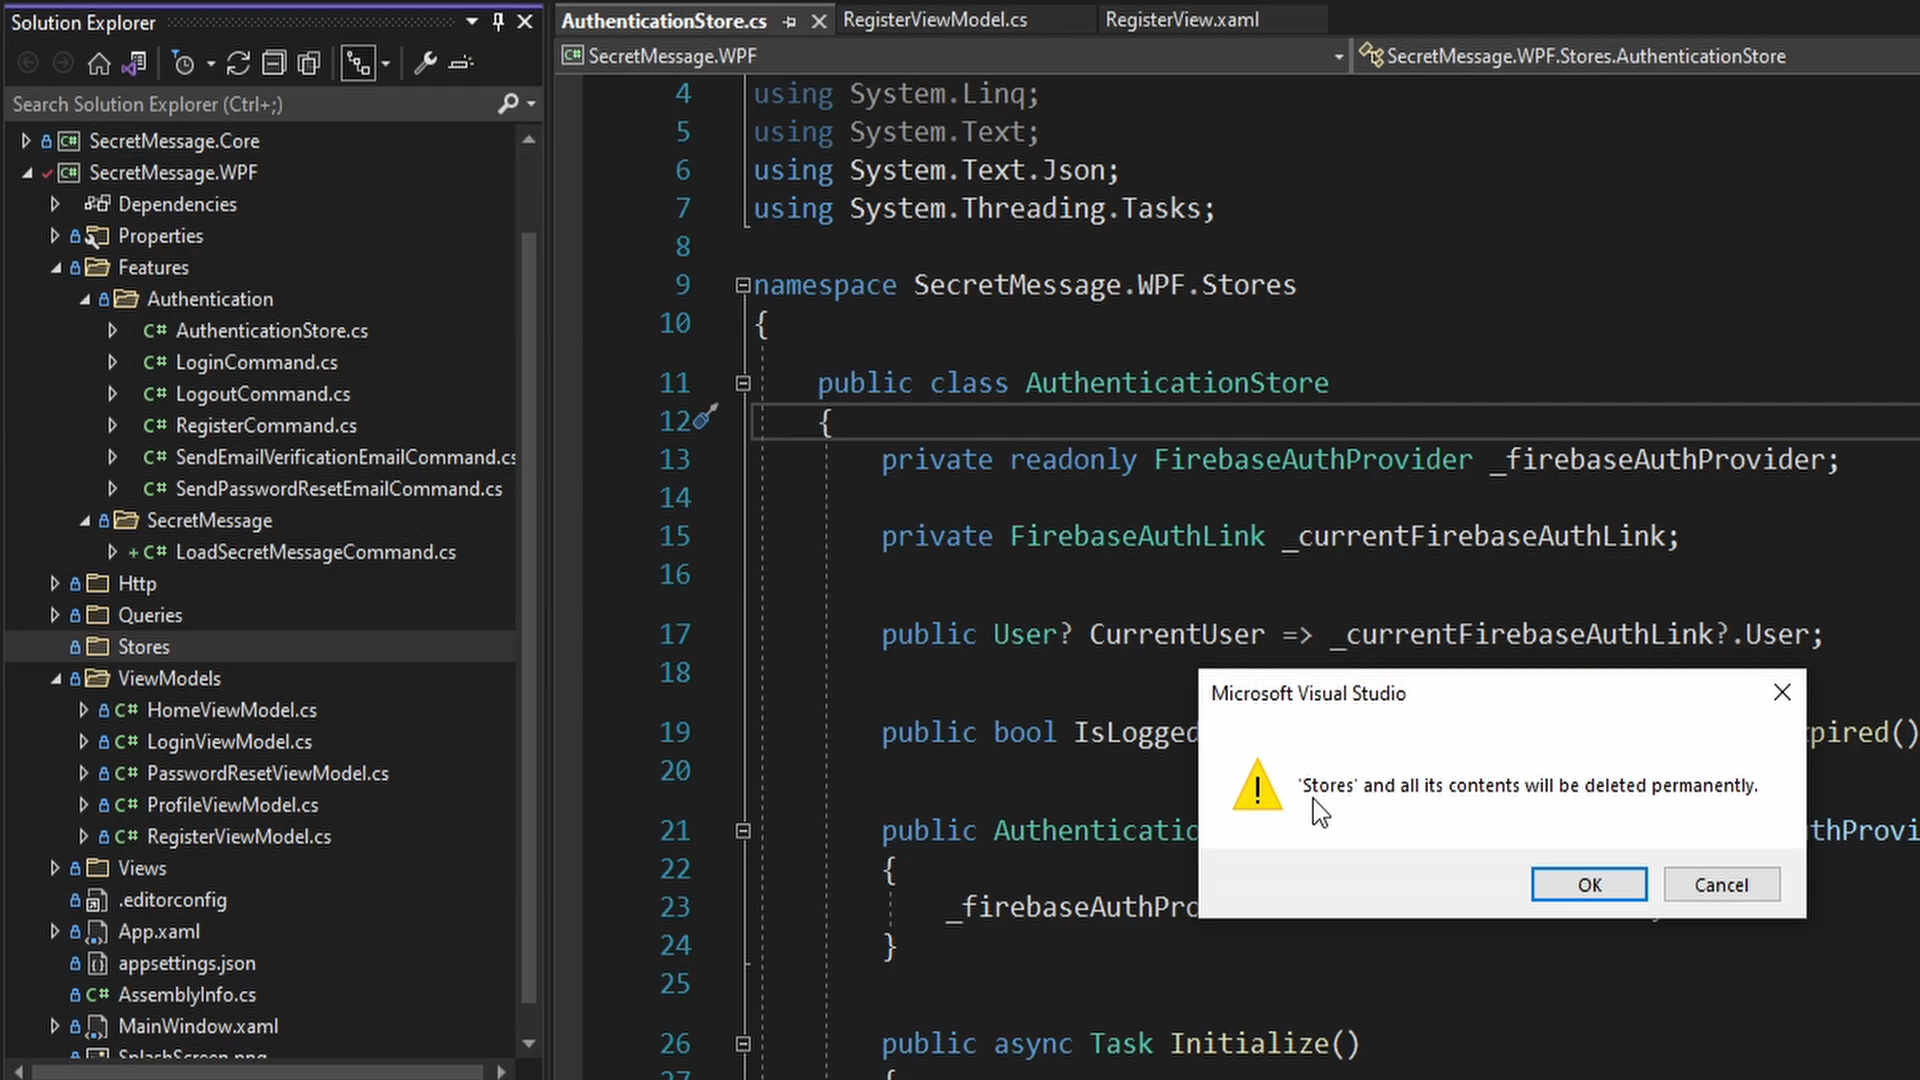 Solution Explorer
Search Solution Explorer (Ctrl+;)
C# SecretMessage.Core
C# SecretMessage.WPF
Dependencies
Properties
Features
Authentication
C# AuthenticationStore.cs
C# LoginCommand.cs
C# LogoutCommand.cs
C# RegisterCommand.cs
C# SendEmailVerificationEmailCommand.cs
C# SendPasswordResetEmailCommand.cs
SecretMessage
+ C# LoadSecretMessageCommand.cs
Http
Queries
Stores
ViewModels
C# HomeViewModel.cs
C# LoginViewModel.cs
C# PasswordResetViewModel.cs
C# ProfileViewModel.cs
C# RegisterViewModel.cs
Views
.editorconfig
App.xaml
appsettings.json
C# AssemblyInfo.cs
MainWindow.xaml
SplashScreen.png
AuthenticationStore.cs RegisterViewModel.cs RegisterView.xaml
C# SecretMessage.WPF SecretMessage.WPF.Stores.AuthenticationStore
4 using System.Linq;
5 using System.Text;
6 using System.Text.Json;
7 using System.Threading.Tasks;
8
9 namespace SecretMessage.WPF.Stores
10 {
11 public class AuthenticationStore
12 {
13 private readonly FirebaseAuthProvider _firebaseAuthProvider;
14
15 private FirebaseAuthLink _currentFirebaseAuthLink;
16
17 public User? CurrentUser => _currentFirebaseAuthLink?.User;
18
19 public bool IsLogged pired()
20
21 public Authenticatio thProvi
22 {
23 _firebaseAuthPro
24 }
25
26 public async Task Initialize()
27 {
Microsoft Visual Studio
'Stores' and all its contents will be deleted permanently.
OK Cancel